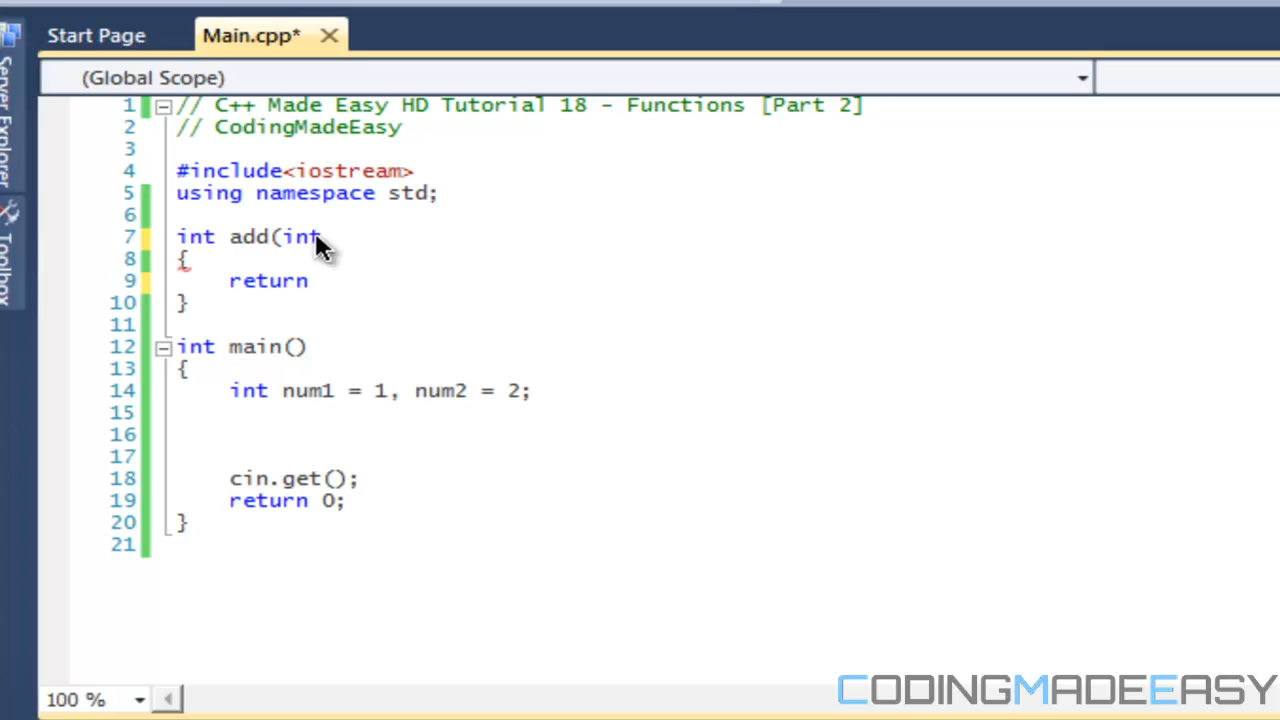 Start Page
Main.cpp*
Server Explorer
Toolbox
(Global Scope)
1 // C++ Made Easy HD Tutorial 18 - Functions [Part 2]
2 // CodingMadeEasy
3
4 #include<iostream>
5 using namespace std;
6
7 int add(int
8 {
9 return
10 }
11
12 int main()
13 {
14 int num1 = 1, num2 = 2;
15
16
17
18 cin.get();
19 return 0;
20 }
21
100 %
CODINGMADEEASY